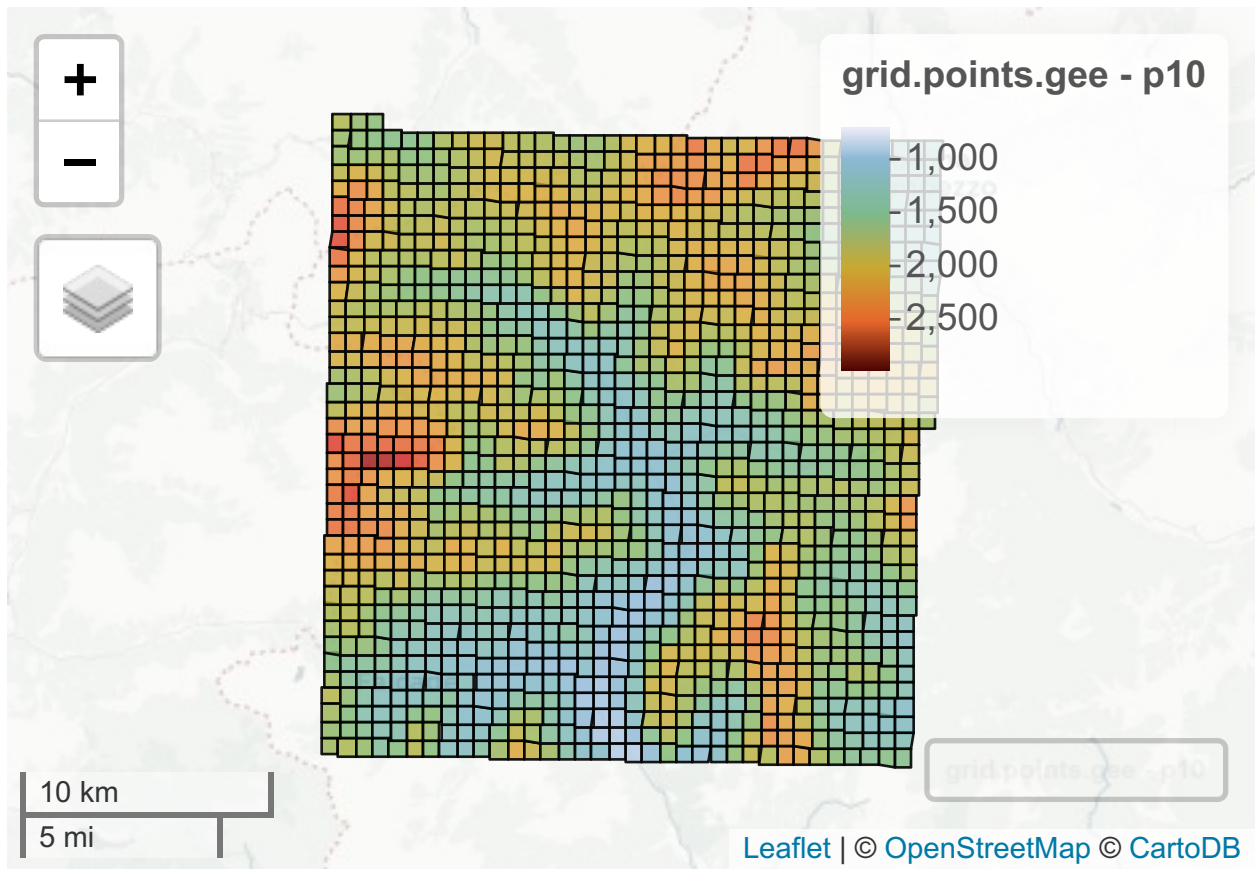 +
−
grid.points.gee - p10
1,000
1,500
2,000
2,500
grid.points.gee - p10
10 km
5 mi
Leaflet | © OpenStreetMap © CartoDB